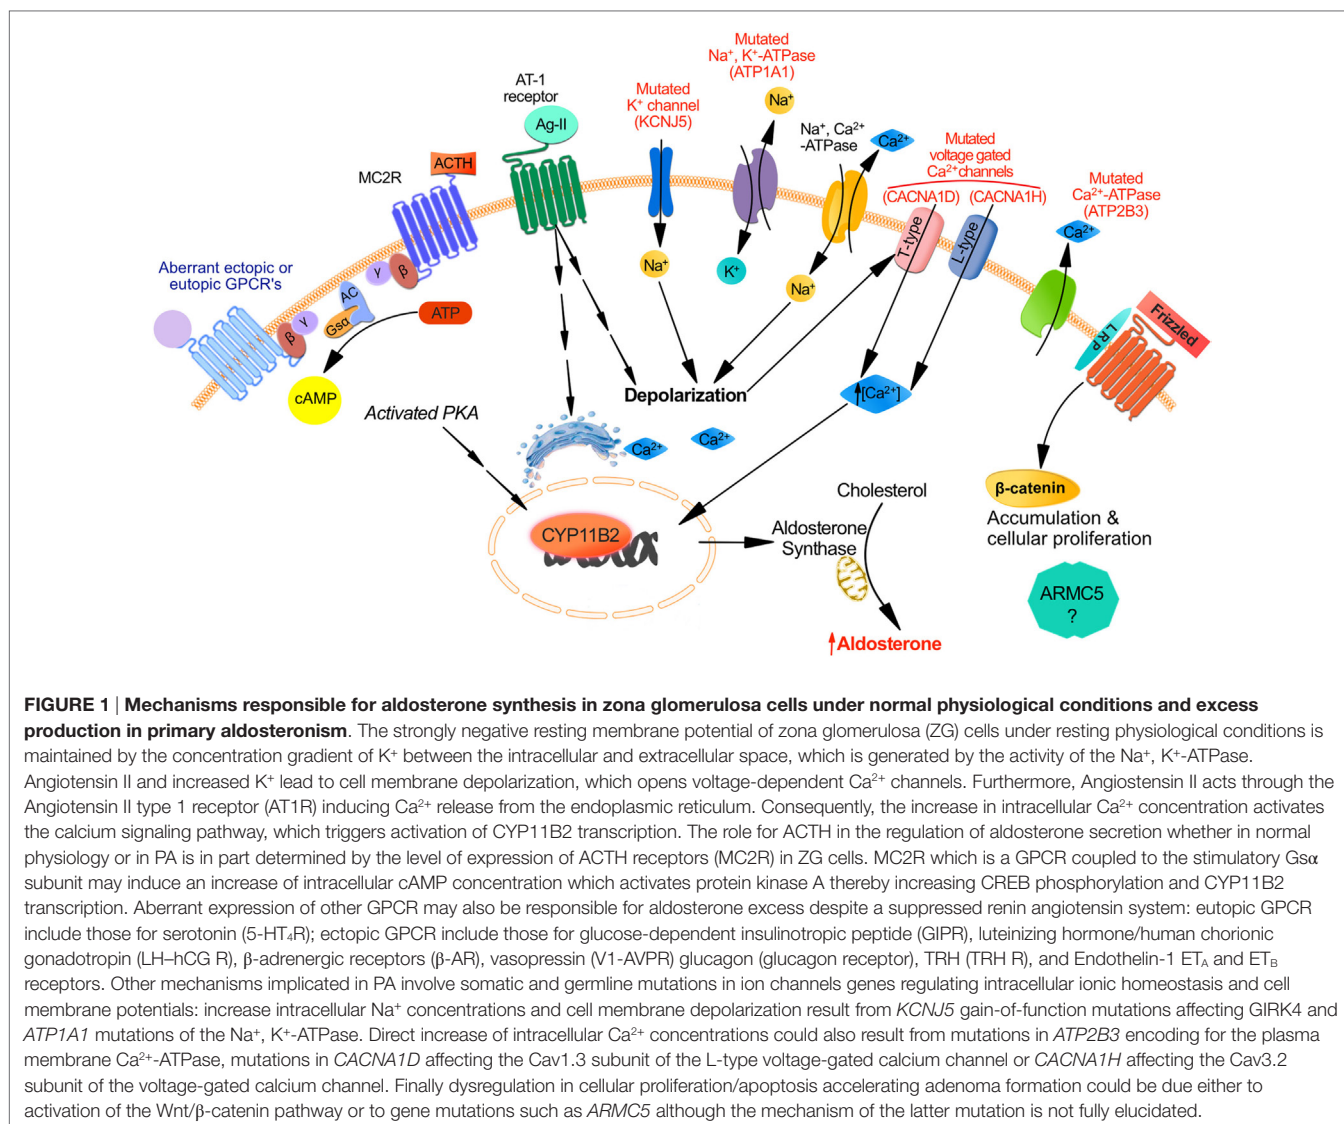 Mutated
Na⁺, K⁺-ATPase
(ATP1A1)
AT-1
receptor
Ag-II
Mutated
K⁺ channel
(KCNJ5)
Na⁺
Na⁺, Ca²⁺
-ATPase
Ca²⁺
Mutated
voltage gated
Ca²⁺channels
(CACNA1D) (CACNA1H)
Mutated
Ca²⁺-ATPase
(ATP2B3)
Ca²⁺
ACTH
MC2R
T-type
L-type
Aberrant ectopic or
eutopic GPCR's
γ
β
AC
Gsα
γ
β
ATP
cAMP
Na⁺
K⁺
Na⁺
LRP
Frizzled
Depolarization
[Ca²⁺]
Activated PKA
Ca²⁺
Ca²⁺
CYP11B2
Cholesterol
Aldosterone
Synthase
Aldosterone
β-catenin
Accumulation &
cellular proliferation
ARMC5
?
FIGURE 1 | Mechanisms responsible for aldosterone synthesis in zona glomerulosa cells under normal physiological conditions and excess
production in primary aldosteronism. The strongly negative resting membrane potential of zona glomerulosa (ZG) cells under resting physiological conditions is
maintained by the concentration gradient of K⁺ between the intracellular and extracellular space, which is generated by the activity of the Na⁺, K⁺-ATPase.
Angiotensin II and increased K⁺ lead to cell membrane depolarization, which opens voltage-dependent Ca²⁺ channels. Furthermore, Angiostensin II acts through the
Angiotensin II type 1 receptor (AT1R) inducing Ca²⁺ release from the endoplasmic reticulum. Consequently, the increase in intracellular Ca²⁺ concentration activates
the calcium signaling pathway, which triggers activation of CYP11B2 transcription. The role for ACTH in the regulation of aldosterone secretion whether in normal
physiology or in PA is in part determined by the level of expression of ACTH receptors (MC2R) in ZG cells. MC2R which is a GPCR coupled to the stimulatory Gsα
subunit may induce an increase of intracellular cAMP concentration which activates protein kinase A thereby increasing CREB phosphorylation and CYP11B2
transcription. Aberrant expression of other GPCR may also be responsible for aldosterone excess despite a suppressed renin angiotensin system: eutopic GPCR
include those for serotonin (5-HT₄R); ectopic GPCR include those for glucose-dependent insulinotropic peptide (GIPR), luteinizing hormone/human chorionic
gonadotropin (LH–hCG R), β-adrenergic receptors (β-AR), vasopressin (V1-AVPR) glucagon (glucagon receptor), TRH (TRH R), and Endothelin-1 ET_A and ET_B
receptors. Other mechanisms implicated in PA involve somatic and germline mutations in ion channels genes regulating intracellular ionic homeostasis and cell
membrane potentials: increase intracellular Na⁺ concentrations and cell membrane depolarization result from KCNJ5 gain-of-function mutations affecting GIRK4 and
ATP1A1 mutations of the Na⁺, K⁺-ATPase. Direct increase of intracellular Ca²⁺ concentrations could also result from mutations in ATP2B3 encoding for the plasma
membrane Ca²⁺-ATPase, mutations in CACNA1D affecting the Cav1.3 subunit of the L-type voltage-gated calcium channel or CACNA1H affecting the Cav3.2
subunit of the voltage-gated calcium channel. Finally dysregulation in cellular proliferation/apoptosis accelerating adenoma formation could be due either to
activation of the Wnt/β-catenin pathway or to gene mutations such as ARMC5 although the mechanism of the latter mutation is not fully elucidated.